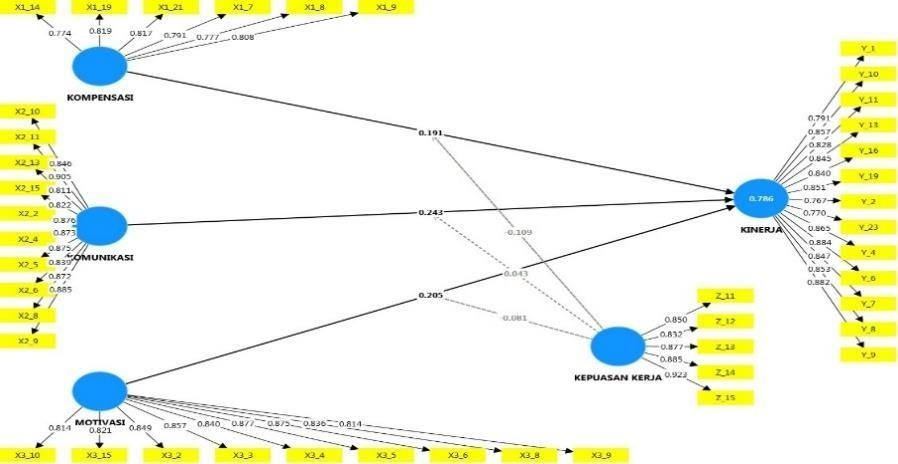 X1_14 X1_19 X1_21 X1_7 X1_8 X1_9
0.774 0.819 0.817 0.791 0.777 0.808
KOMPENSASI
X2_10
X2_11
X2_13
X2_15
X2_2
X2_4
X2_5
X2_6
X2_8
X2_9
0.846
0.905
0.811
0.822
0.876
0.873
0.875
0.839
0.872
0.885
KOMUNIKASI
0.191
0.243
0.205
-0.109
0.043
-0.081
Y_1
Y_10
Y_11
Y_13
Y_16
Y_19
Y_2
Y_23
Y_4
Y_6
Y_7
Y_8
Y_9
0.791
0.857
0.828
0.845
0.840
0.851
0.767
0.770
0.865
0.884
0.847
0.853
0.882
0.786
KINERJA
Z_11
Z_12
Z_13
Z_14
Z_15
0.850
0.832
0.877
0.885
0.923
KEPUASAN KERJA
MOTIVASI
0.814 0.821 0.849 0.857 0.840 0.877 0.875 0.836 0.814
X3_10 X3_15 X3_2 X3_3 X3_4 X3_5 X3_6 X3_8 X3_9